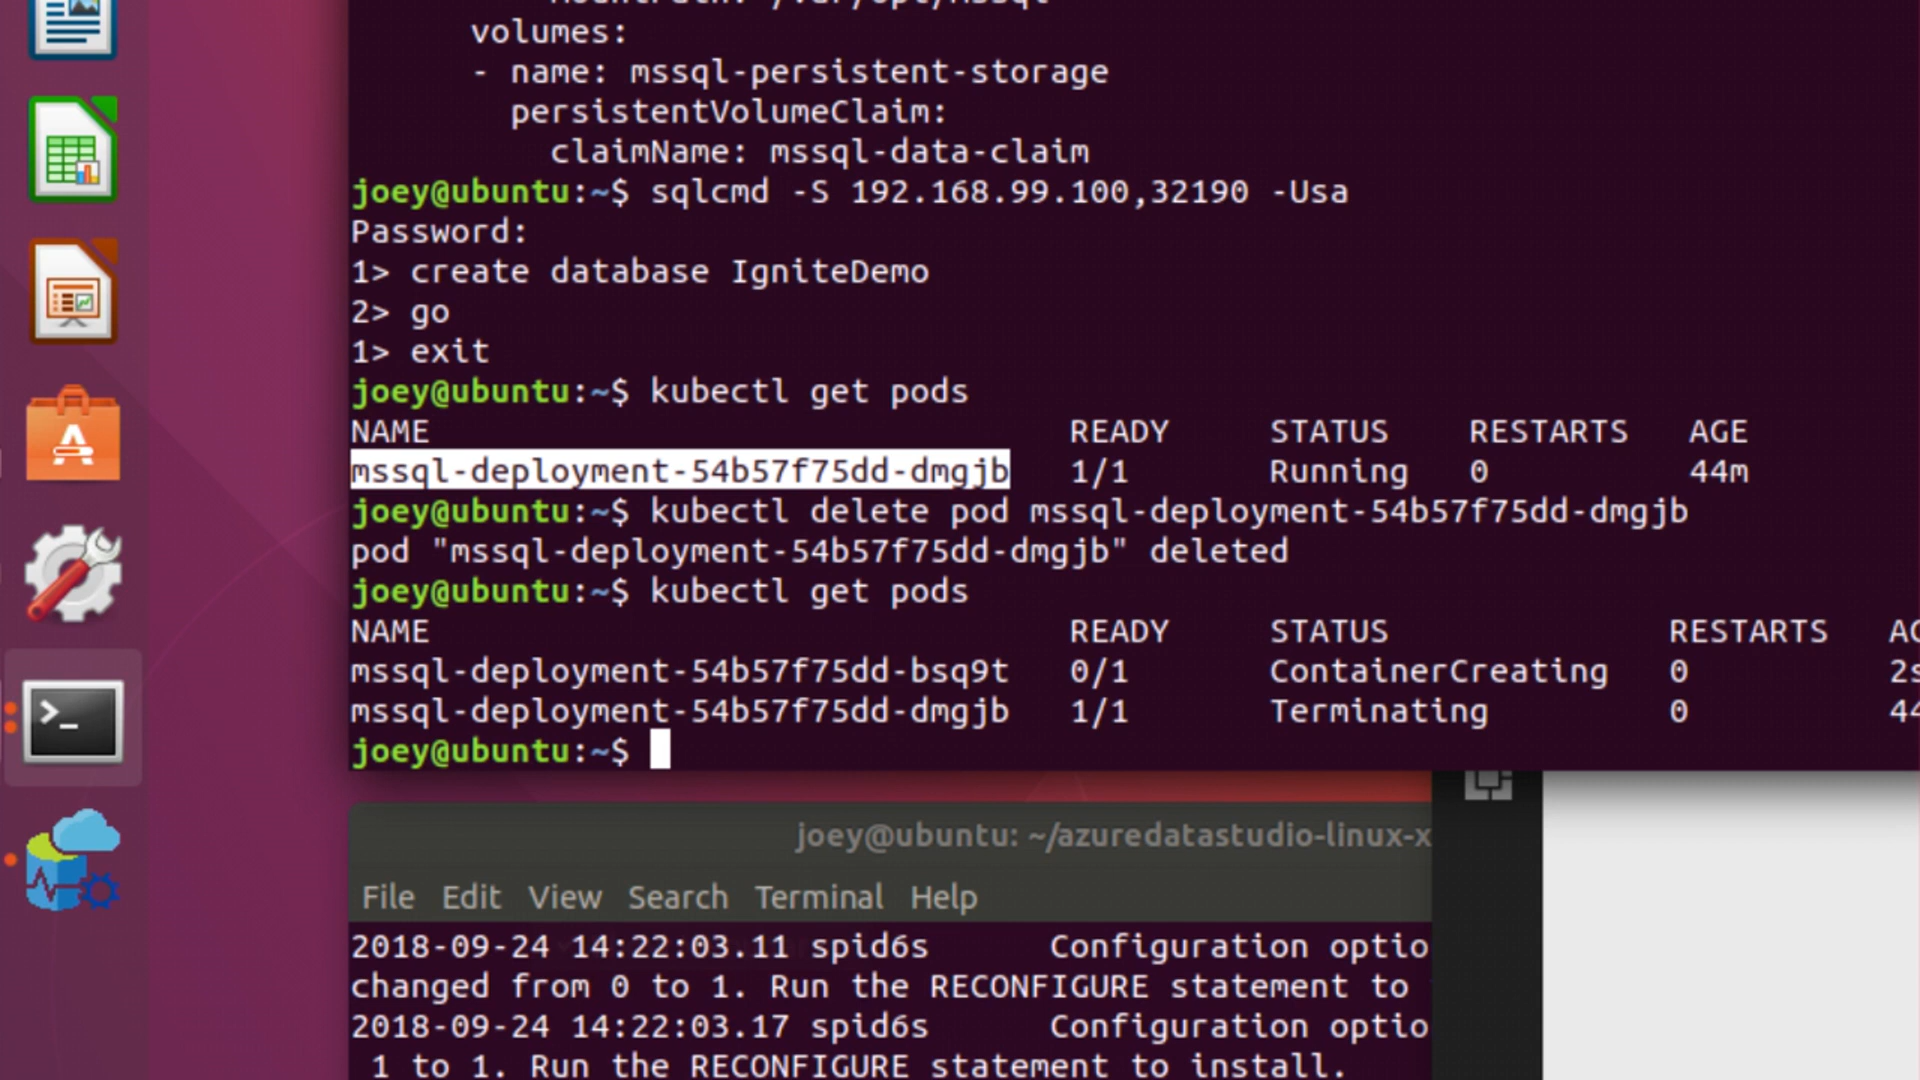 mountPath: /var/opt/mssql
volumes:
- name: mssql-persistent-storage
persistentVolumeClaim:
claimName: mssql-data-claim
joey@ubuntu:~$ sqlcmd -S 192.168.99.100,32190 -Usa
Password:
1> create database IgniteDemo
2> go
1> exit
joey@ubuntu:~$ kubectl get pods
NAME READY STATUS RESTARTS AGE
mssql-deployment-54b57f75dd-dmgjb 1/1 Running 0 44m
joey@ubuntu:~$ kubectl delete pod mssql-deployment-54b57f75dd-dmgjb
pod "mssql-deployment-54b57f75dd-dmgjb" deleted
joey@ubuntu:~$ kubectl get pods
NAME READY STATUS RESTARTS AG
mssql-deployment-54b57f75dd-bsq9t 0/1 ContainerCreating 0 2s
mssql-deployment-54b57f75dd-dmgjb 1/1 Terminating 0 44
joey@ubuntu:~$
joey@ubuntu: ~/azuredatastudio-linux-x
File Edit View Search Terminal Help
2018-09-24 14:22:03.11 spid6s Configuration optio
changed from 0 to 1. Run the RECONFIGURE statement to
2018-09-24 14:22:03.17 spid6s Configuration optio
1 to 1. Run the RECONFIGURE statement to install.